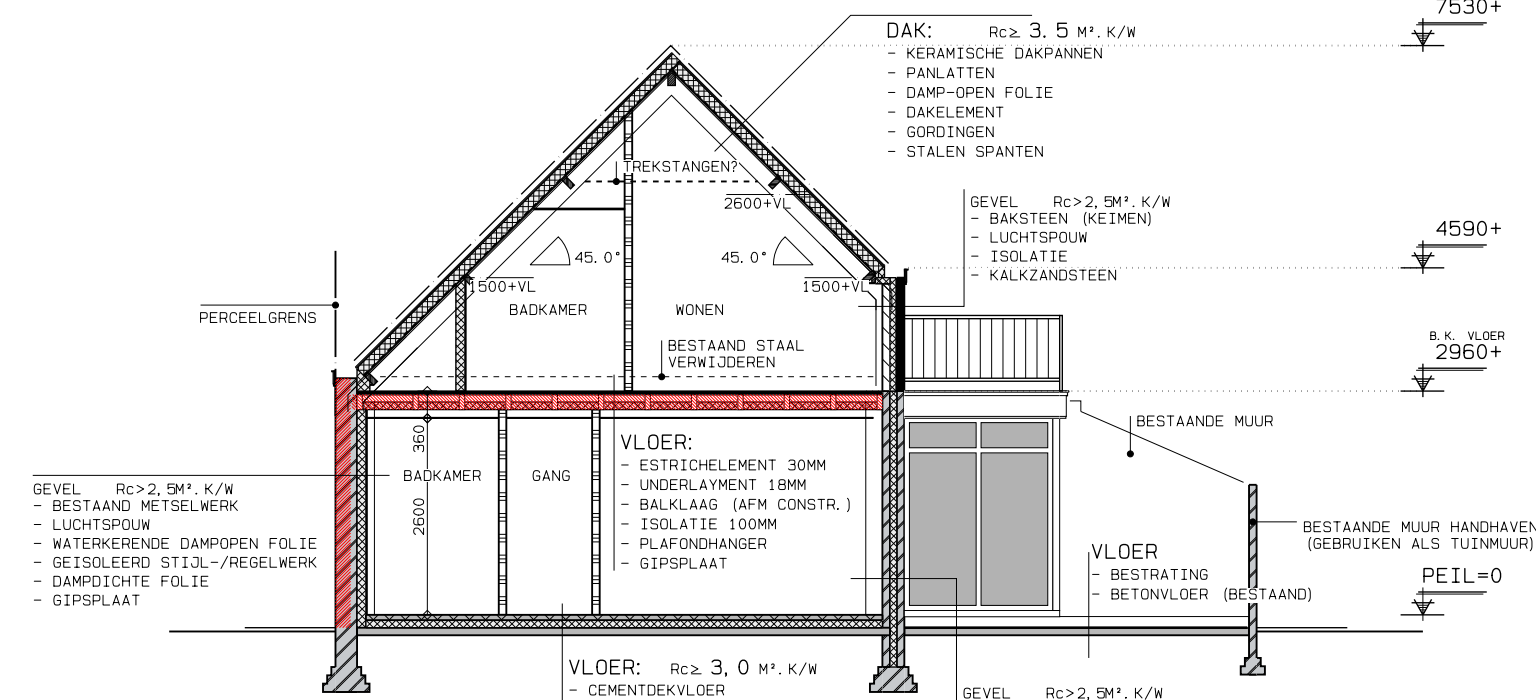 7530+
DAK: Rc≥ 3.5 M².K/W
- KERAMISCHE DAKPANNEN
- PANLATTEN
- DAMP-OPEN FOLIE
- DAKELEMENT
- GORDINGEN
- STALEN SPANTEN
TREKSTANGEN?
2600+VL
GEVEL Rc>2,5M².K/W
- BAKSTEEN (KEIMEN)
- LUCHTSPOUW
- ISOLATIE
- KALKZANDSTEEN
4590+
45.0°
45.0°
1500+VL
1500+VL
BADKAMER
WONEN
PERCEELGRENS
BESTAAND STAAL
VERWIJDEREN
B.K. VLOER
2960+
BESTAANDE MUUR
360
2600
BADKAMER
GANG
VLOER:
- ESTRICHELEMENT 30MM
- UNDERLAYMENT 18MM
- BALKLAAG (AFM CONSTR.)
- ISOLATIE 100MM
- PLAFONDHANGER
- GIPSPLAAT
GEVEL Rc>2,5M².K/W
- BESTAAND METSELWERK
- LUCHTSPOUW
- WATERKERENDE DAMPOPEN FOLIE
- GEISOLEERD STIJL-/REGELWERK
- DAMPDICHTE FOLIE
- GIPSPLAAT
BESTAANDE MUUR HANDHAVEN
(GEBRUIKEN ALS TUINMUUR)
VLOER
- BESTRATING
- BETONVLOER (BESTAAND)
PEIL=0
VLOER: Rc≥ 3,0 M².K/W
- CEMENTDEKVLOER
GEVEL Rc>2,5M².K/W